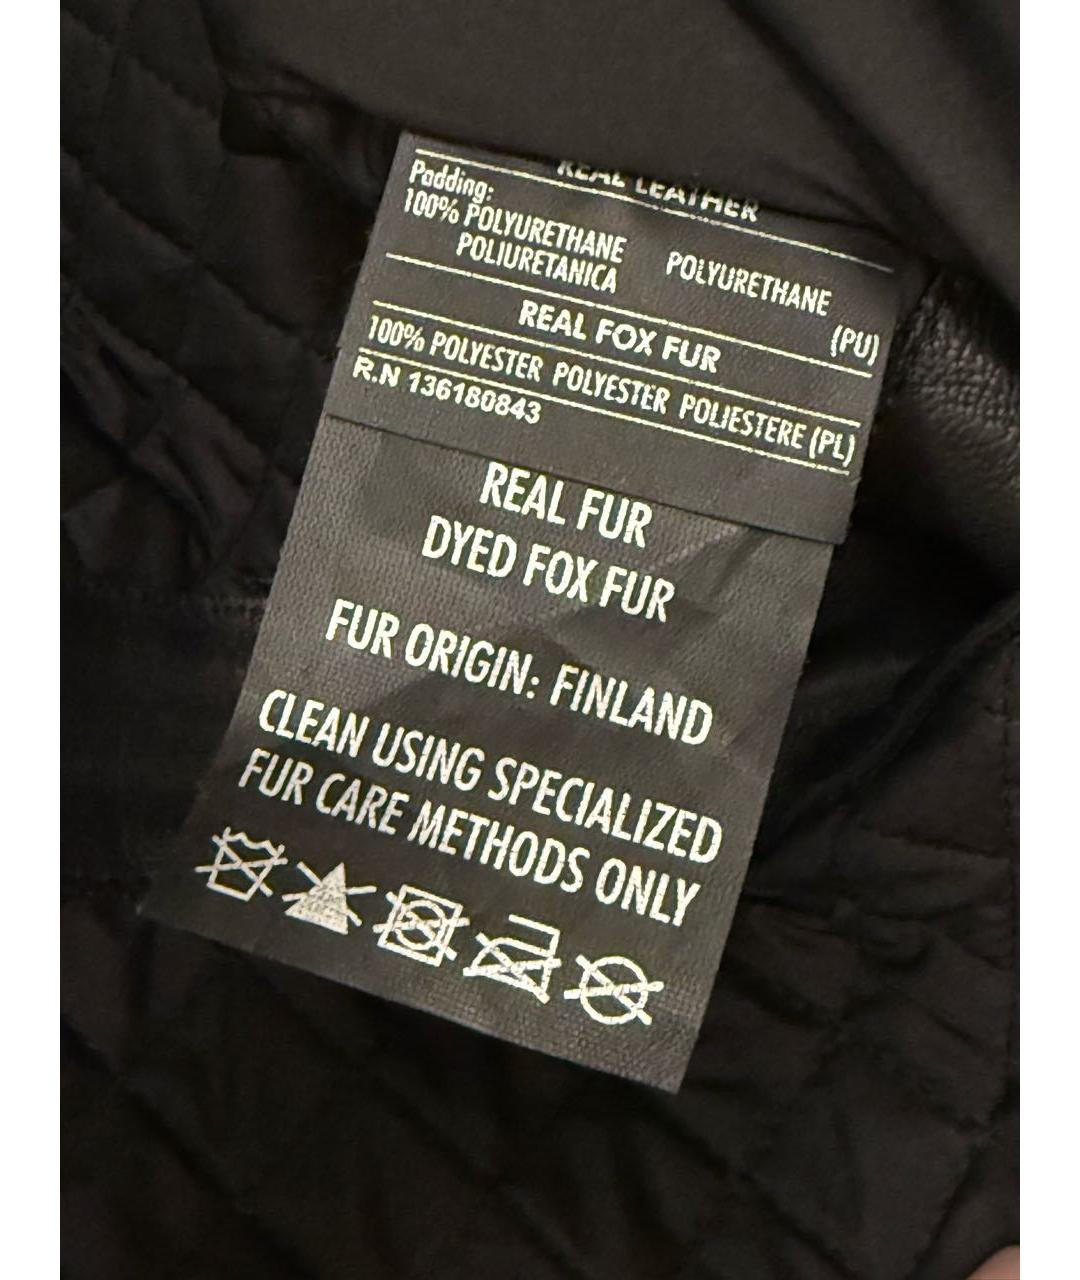 REAL LEATHER
Padding:
100% POLYURETHANE POLYURETHANE
POLIURETANICA (PU)
REAL FOX FUR
100% POLYESTER POLYESTER POLIESTERE (PL)
R.N 136180843
REAL FUR
DYED FOX FUR
FUR ORIGIN: FINLAND
CLEAN USING SPECIALIZED
FUR CARE METHODS ONLY